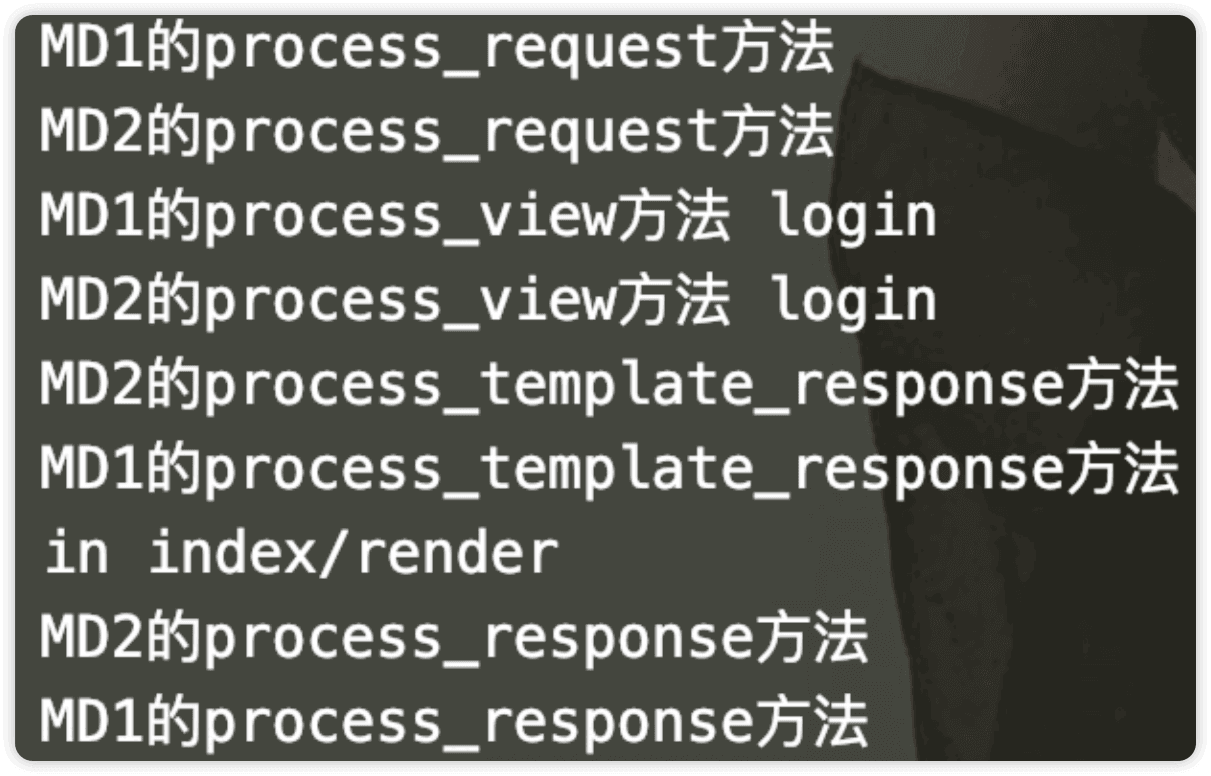 MD1的process_request方法
MD2的process_request方法
MD1的process_view方法 login
MD2的process_view方法 login
MD2的process_template_response方法
MD1的process_template_response方法
in index/render
MD2的process_response方法
MD1的process_response方法